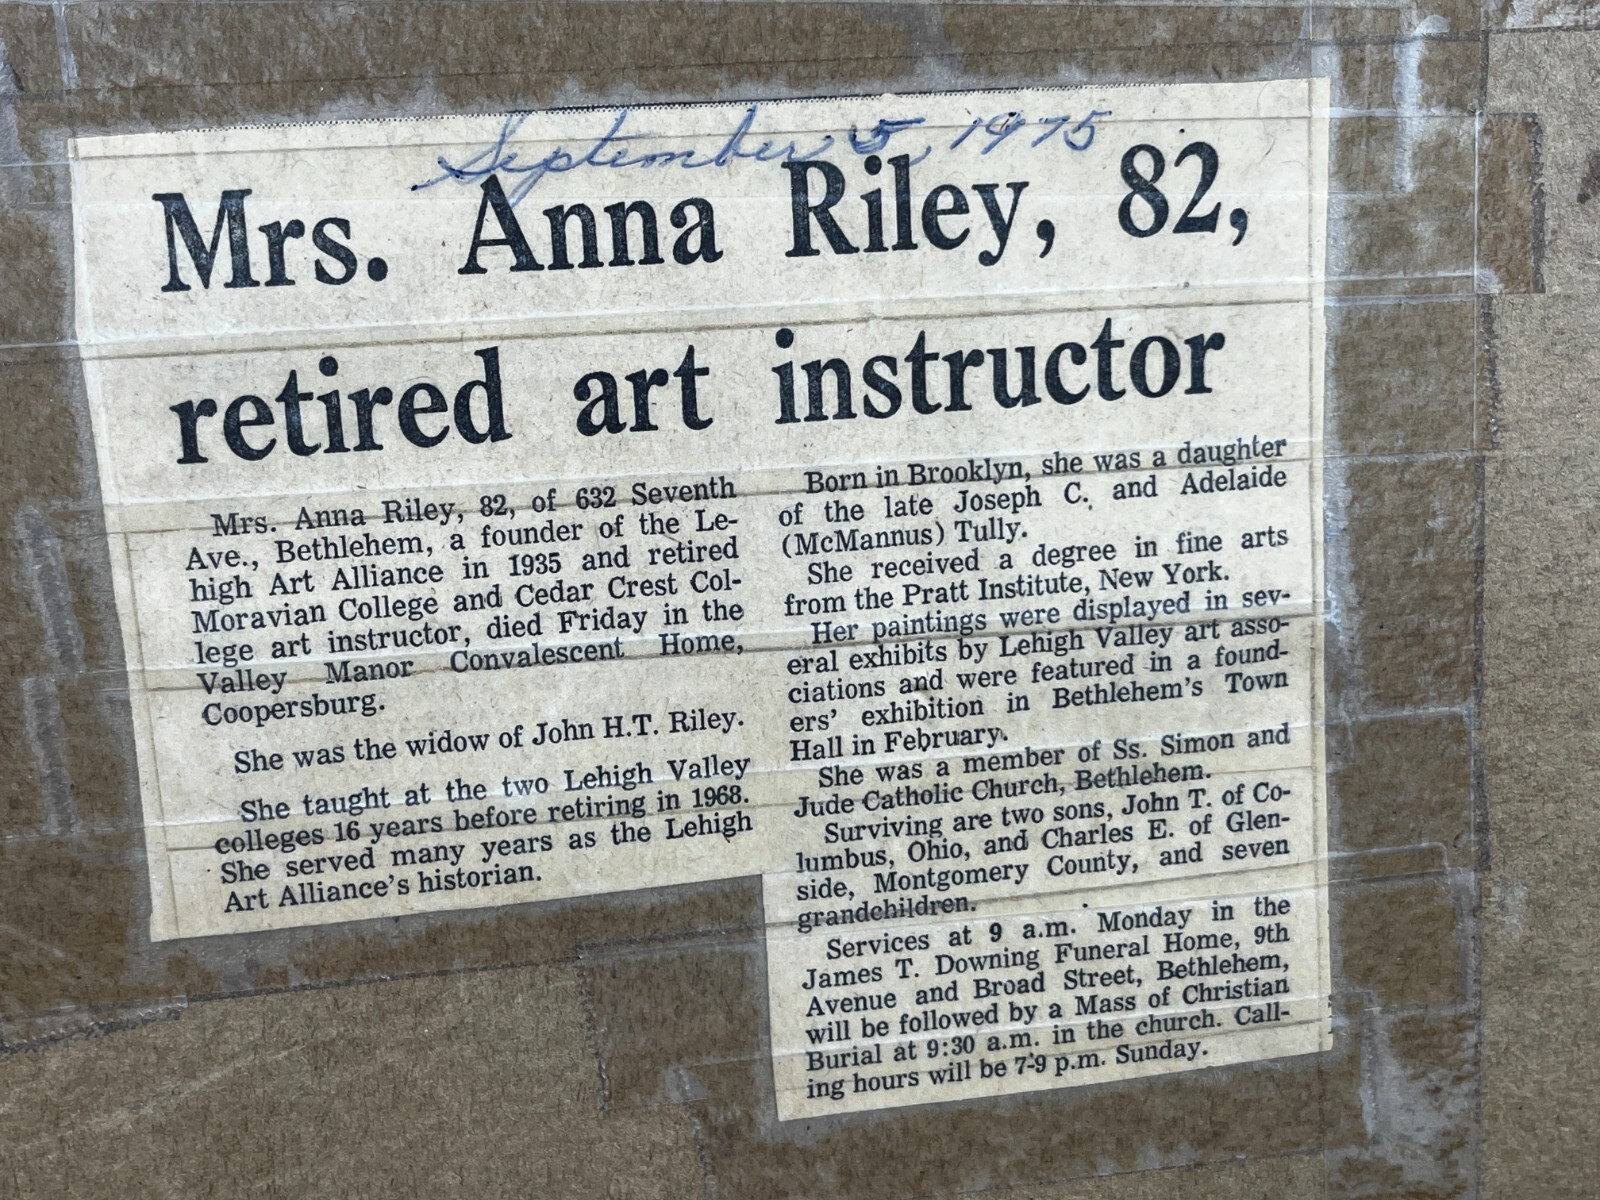 September 5, 1975
Mrs. Anna Riley, 82,
retired art instructor
Mrs. Anna Riley, 82, of 632 Seventh
Ave., Bethlehem, a founder of the Le-
high Art Alliance in 1935 and retired
Moravian College and Cedar Crest Col-
lege art instructor, died Friday in the
Valley Manor Convalescent Home,
Coopersburg.
She was the widow of John H.T. Riley.
She taught at the two Lehigh Valley
colleges 16 years before retiring in 1968.
She served many years as the Lehigh
Art Alliance's historian.
Born in Brooklyn, she was a daughter
of the late Joseph C. and Adelaide
(McMannus) Tully.
She received a degree in fine arts
from the Pratt Institute, New York.
Her paintings were displayed in sev-
eral exhibits by Lehigh Valley art asso-
ciations and were featured in a found-
ers' exhibition in Bethlehem's Town
Hall in February.
She was a member of Ss. Simon and
Jude Catholic Church, Bethlehem.
Surviving are two sons, John T. of Co-
lumbus, Ohio, and Charles E. of Glen-
side, Montgomery County, and seven
grandchildren.
Services at 9 a.m. Monday in the
James T. Downing Funeral Home, 9th
Avenue and Broad Street, Bethlehem,
will be followed by a Mass of Christian
Burial at 9:30 a.m. in the church. Call-
ing hours will be 7-9 p.m. Sunday.